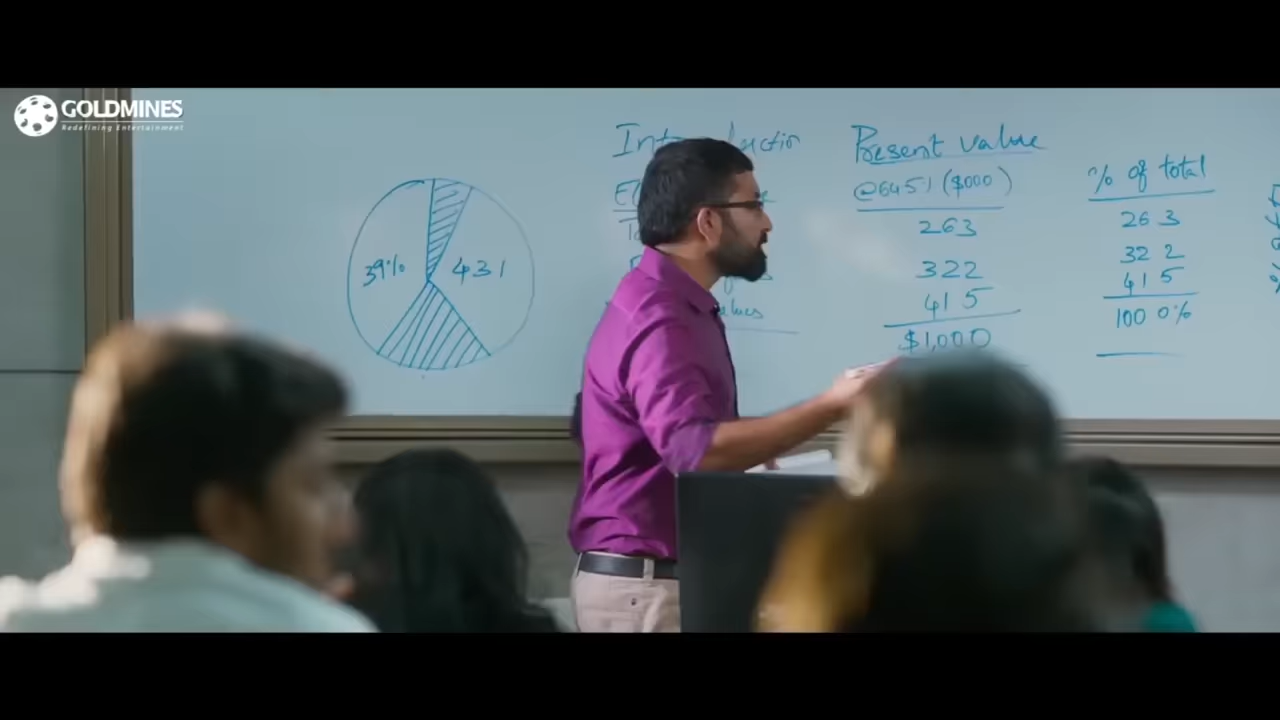 GOLDMINES
Redefining Entertainment
Present value
@6451 ($000)
263
322
415
$1,000
% of total
26 3
32 2
41 5
100 0%
39%
431